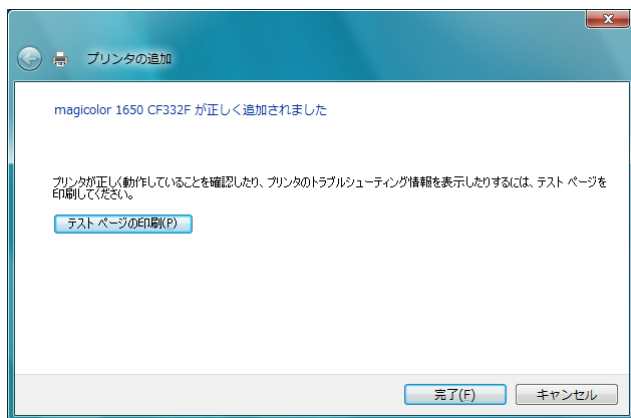 プリンタの追加
magicolor 1650 CF332F が正しく追加されました
プリンタが正しく動作していることを確認したり、プリンタのトラブルシューティング情報を表示したりするには、テスト ページを
印刷してください。
テスト ページの印刷(P)
完了(F)
キャンセル